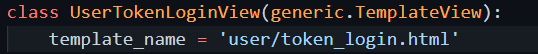 class UserTokenLoginView(generic.TemplateView):
    template_name = 'user/token_login.html'